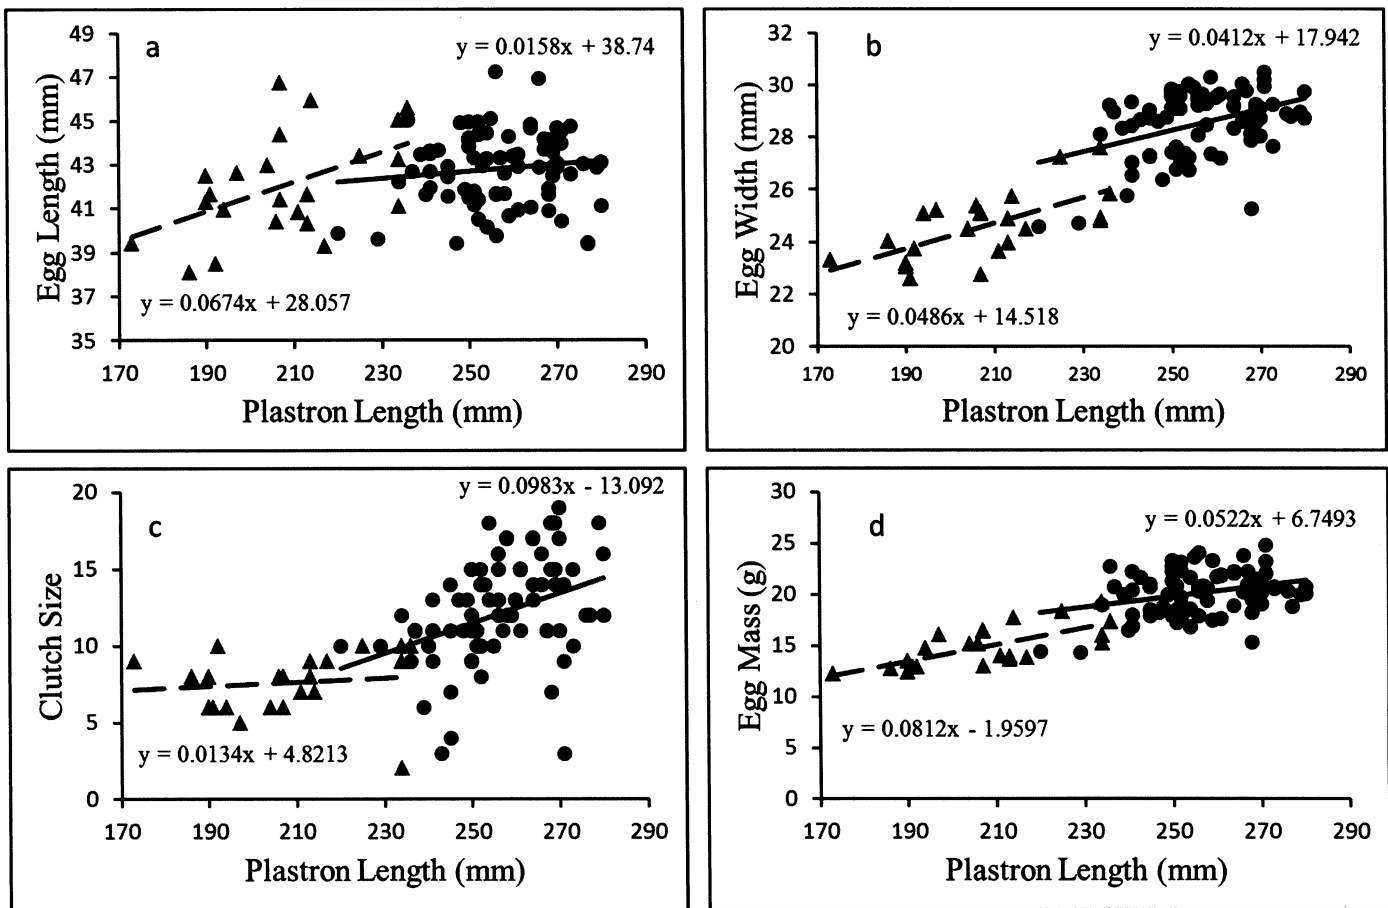 a
y = 0.0158x + 38.74
49
47
45
43
41
39
37
35
Egg Length (mm)
y = 0.0674x + 28.057
170 190 210 230 250 270 290
Plastron Length (mm)
b
y = 0.0412x + 17.942
32
30
28
26
24
22
20
Egg Width (mm)
y = 0.0486x + 14.518
170 190 210 230 250 270 290
Plastron Length (mm)
c
y = 0.0983x - 13.092
20
15
10
5
0
Clutch Size
y = 0.0134x + 4.8213
170 190 210 230 250 270 290
Plastron Length (mm)
d
y = 0.0522x + 6.7493
30
25
20
15
10
5
0
Egg Mass (g)
y = 0.0812x - 1.9597
170 190 210 230 250 270 290
Plastron Length (mm)